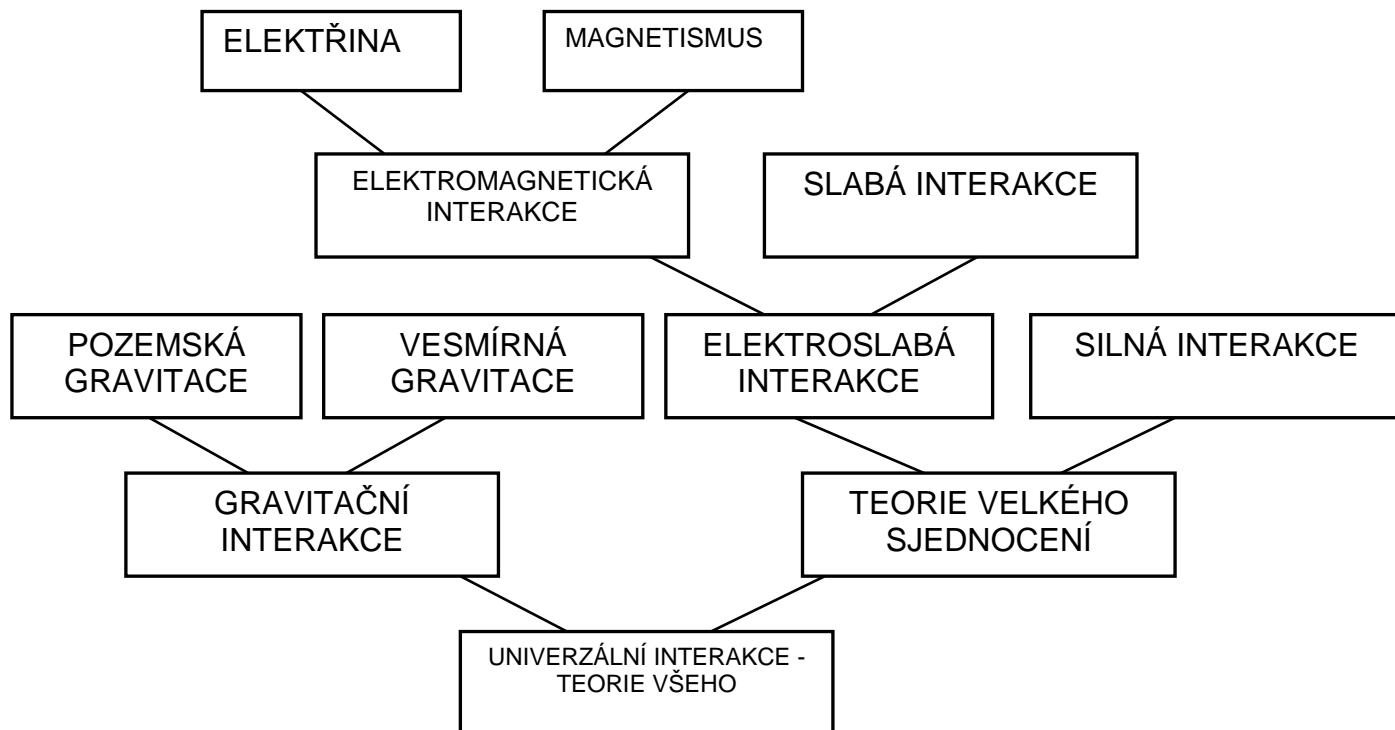 ELEKTŘINA
MAGNETISMUS
ELEKTROMAGNETICKÁ
INTERAKCE
SLABÁ INTERAKCE
POZEMSKÁ
GRAVITACE
VESMÍRNÁ
GRAVITACE
ELEKTROSLABÁ
INTERAKCE
SILNÁ INTERAKCE
GRAVITAČNÍ
INTERAKCE
TEORIE VELKÉHO
SJEDNOCENÍ
UNIVERZÁLNÍ INTERAKCE -
TEORIE VŠEHO